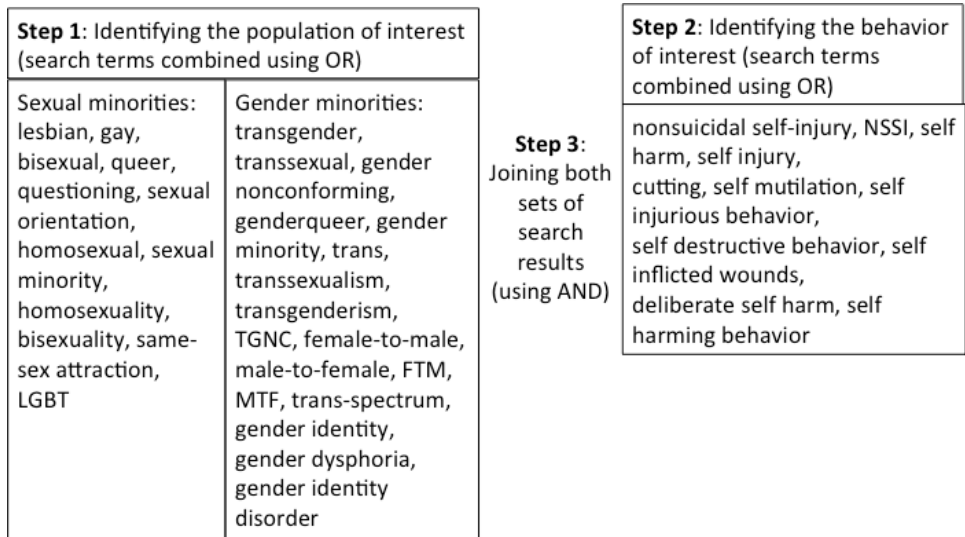 Step 1: Identifying the population of interest
(search terms combined using OR)
Sexual minorities:
lesbian, gay,
bisexual, queer,
questioning, sexual
orientation,
homosexual, sexual
minority,
homosexuality,
bisexuality, same-
sex attraction,
LGBT
Gender minorities:
transgender,
transsexual, gender
nonconforming,
genderqueer, gender
minority, trans,
transsexualism,
transgenderism,
TGNC, female-to-male,
male-to-female, FTM,
MTF, trans-spectrum,
gender identity,
gender dysphoria,
gender identity
disorder
Step 3:
Joining both
sets of
search
results
(using AND)
Step 2: Identifying the behavior
of interest (search terms
combined using OR)
nonsuicidal self-injury, NSSI, self
harm, self injury,
cutting, self mutilation, self
injurious behavior,
self destructive behavior, self
inflicted wounds,
deliberate self harm, self
harming behavior